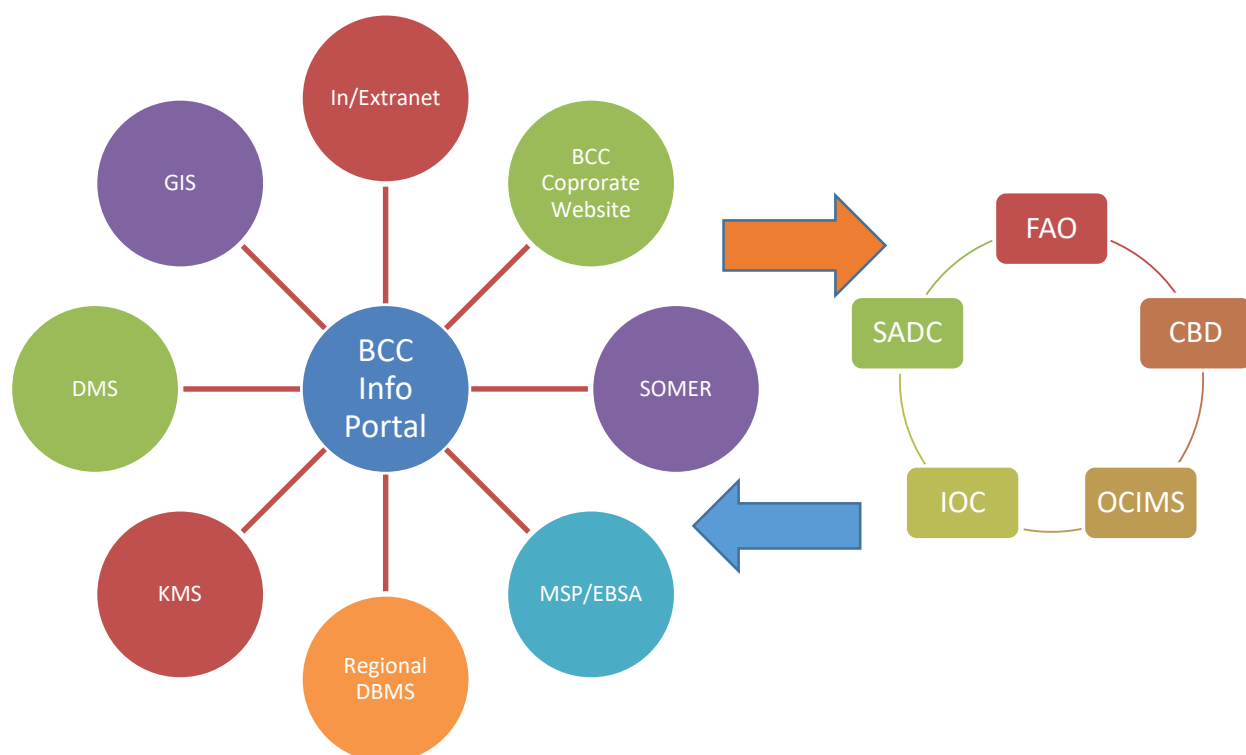 In/Extranet
BCC
Coprorate
Website
GIS
FAO
SADC
CBD
BCC
Info
Portal
DMS
SOMER
IOC
OCIMS
KMS
MSP/EBSA
Regional
DBMS